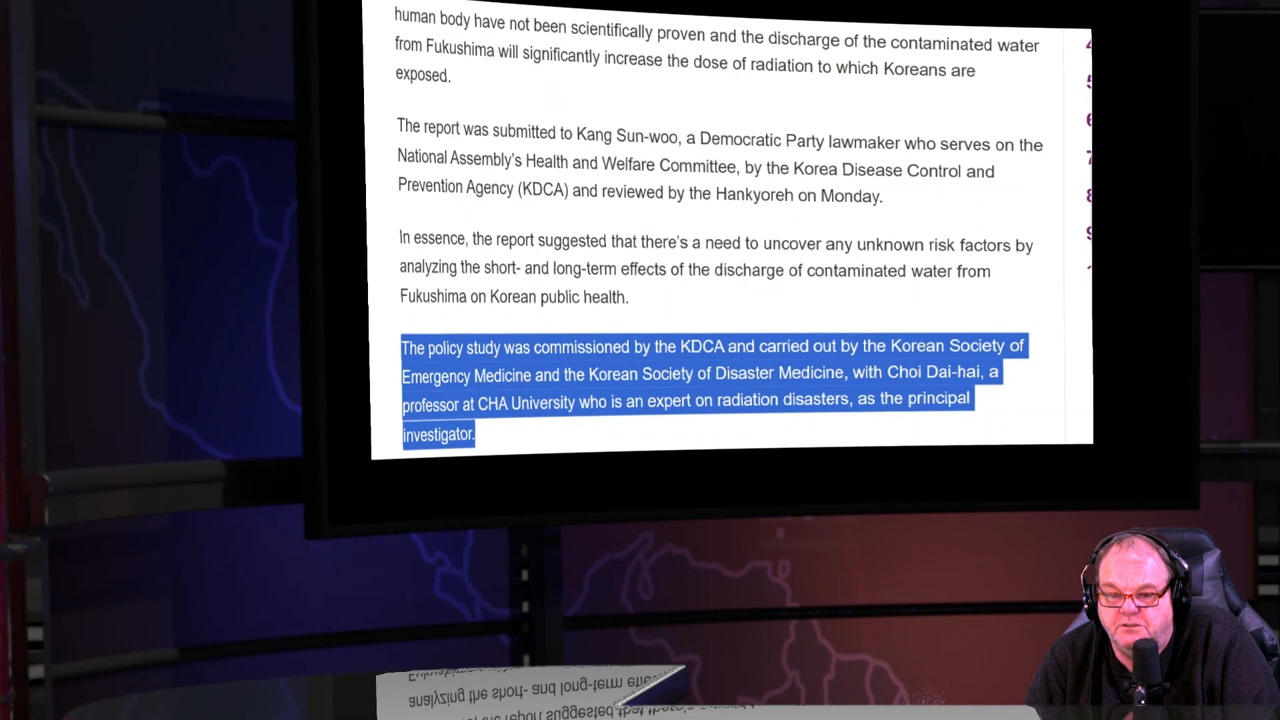 human body have not been scientifically proven and the discharge of the contaminated water
from Fukushima will significantly increase the dose of radiation to which Koreans are
exposed.
The report was submitted to Kang Sun-woo, a Democratic Party lawmaker who serves on the
National Assembly's Health and Welfare Committee, by the Korea Disease Control and
Prevention Agency (KDCA) and reviewed by the Hankyoreh on Monday.
In essence, the report suggested that there's a need to uncover any unknown risk factors by
analyzing the short- and long-term effects of the discharge of contaminated water from
Fukushima on Korean public health.
The policy study was commissioned by the KDCA and carried out by the Korean Society of
Emergency Medicine and the Korean Society of Disaster Medicine, with Choi Dai-hai, a
professor at CHA University who is an expert on radiation disasters, as the principal
investigator.